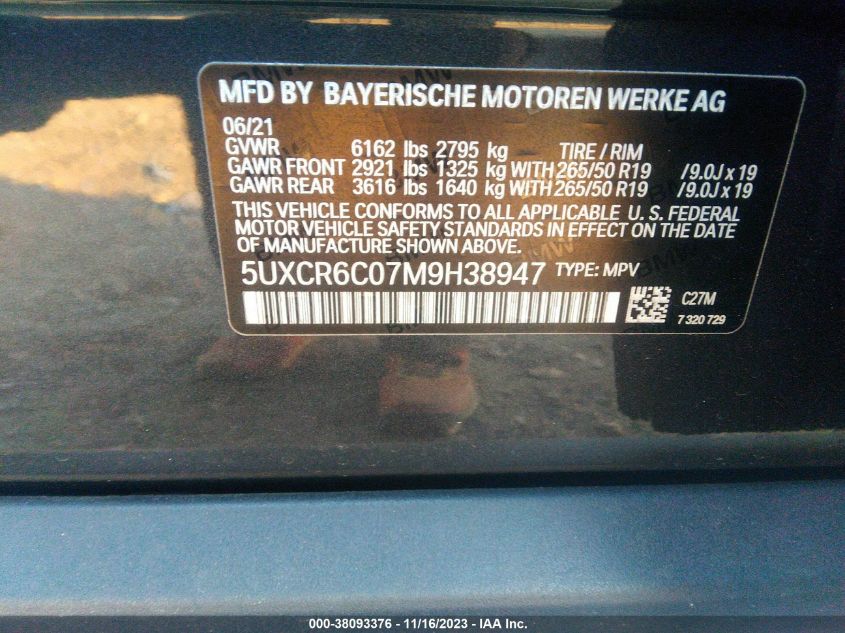 MFD BY BAYERISCHE MOTOREN WERKE AG
06/21
GVWR 6162 lbs 2795 kg TIRE / RIM
GAWR FRONT 2921 lbs 1325 kg WITH 265/50 R19 /9.0J x 19
GAWR REAR 3616 lbs 1640 kg WITH 265/50 R19 /9.0J x 19
THIS VEHICLE CONFORMS TO ALL APPLICABLE U. S. FEDERAL
MOTOR VEHICLE SAFETY STANDARDS IN EFFECT ON THE DATE
OF MANUFACTURE SHOWN ABOVE.
5UXCR6C07M9H38947 TYPE: MPV
C27M
7 320 729
000-38093376 - 11/16/2023 - IAA Inc.